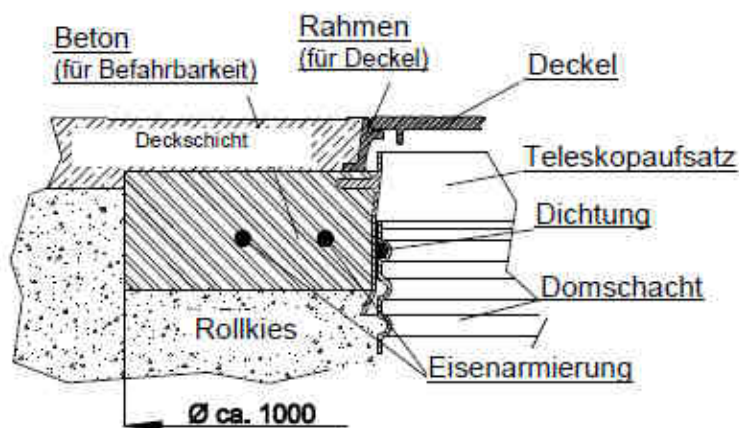 Beton
(für Befahrbarkeit)
Rahmen
(für Deckel)
Deckel
Deckschicht
Teleskopaufsatz
Dichtung
Domschacht
Rollkies
Eisenarmierung
Ø ca. 1000